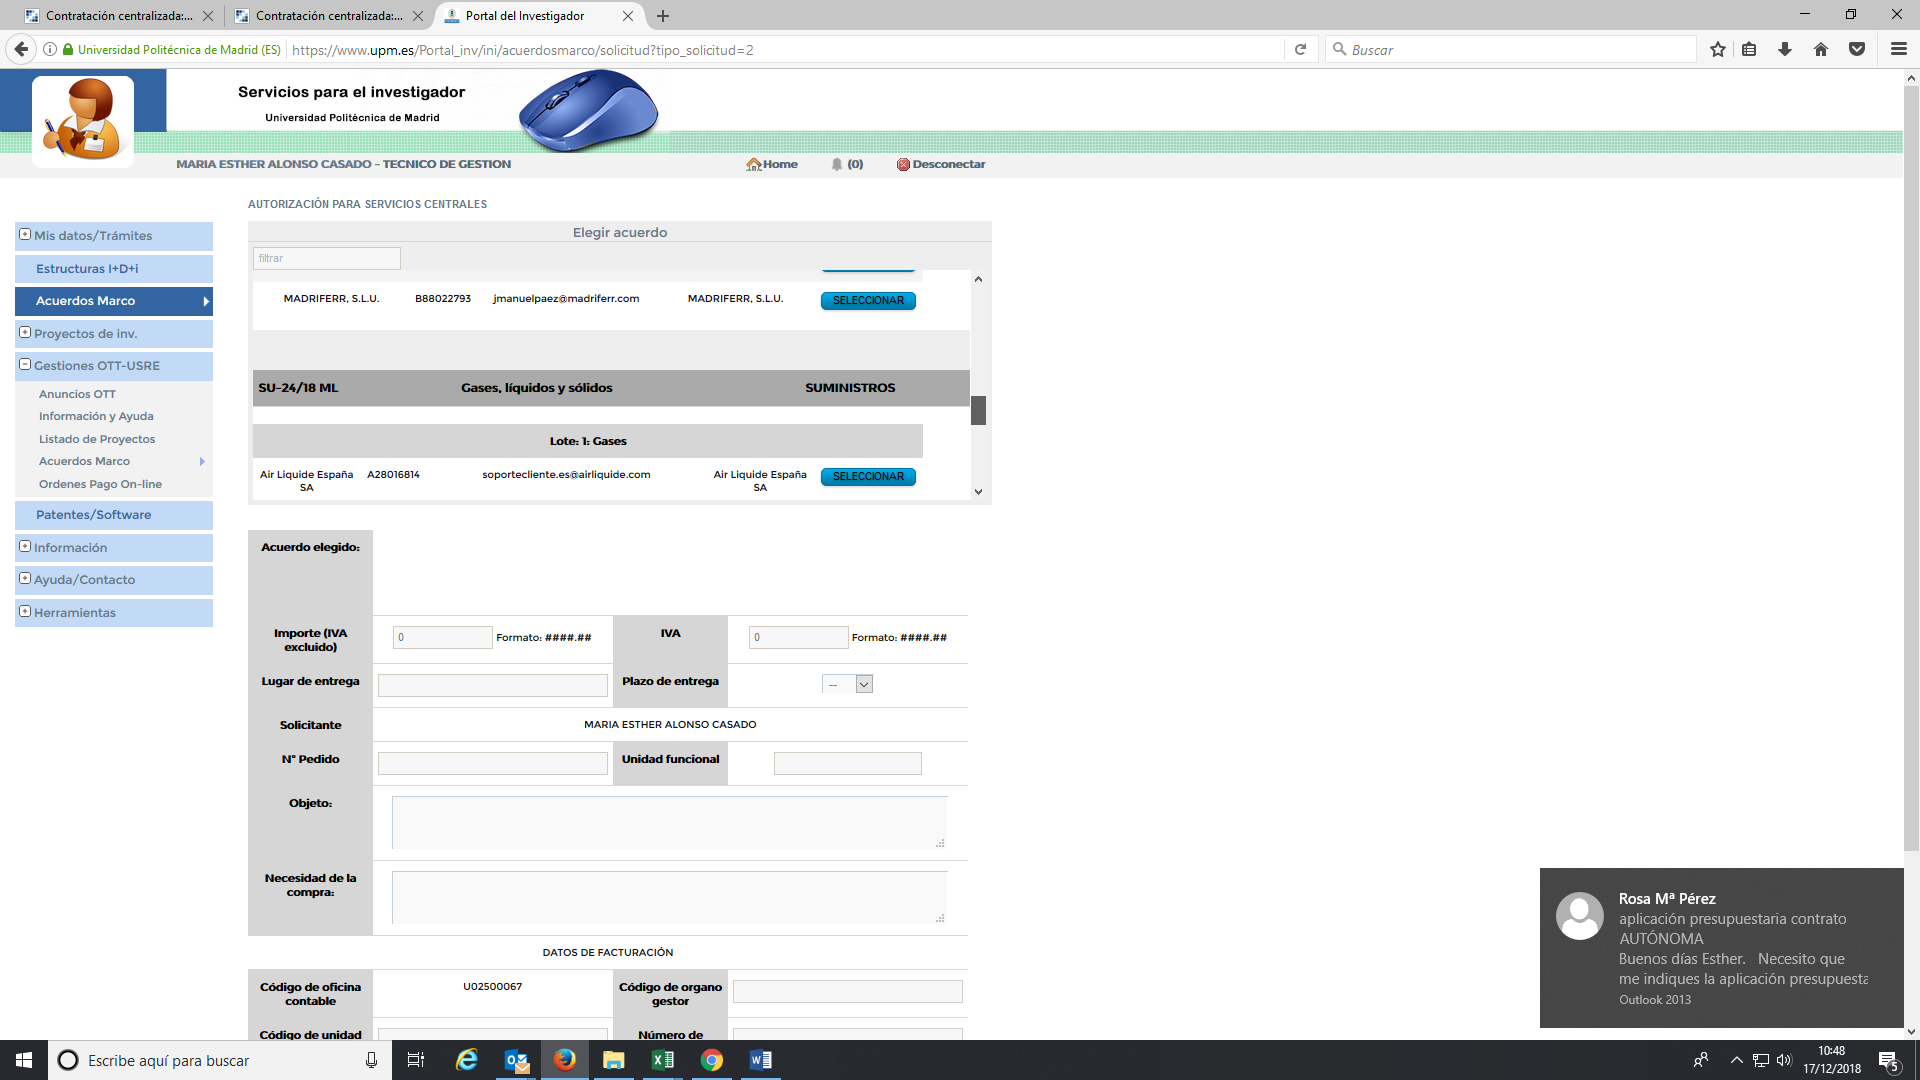 Contratación centralizada:...
Contratación centralizada:...
Portal del Investigador
Universidad Politécnica de Madrid (ES)
https://www.upm.es/Portal_inv/ini/acuerdosmarco/solicitud?tipo_solicitud=2
Buscar
Servicios para el investigador
Universidad Politécnica de Madrid
MARIA ESTHER ALONSO CASADO - TECNICO DE GESTION
Home
(0)
Desconectar
Mis datos/Trámites
Estructuras I+D+i
Acuerdos Marco
Proyectos de inv.
Gestiones OTT-USRE
Anuncios OTT
Información y Ayuda
Listado de Proyectos
Acuerdos Marco
Ordenes Pago On-line
Patentes/Software
Información
Ayuda/Contacto
Herramientas
AUTORIZACIÓN PARA SERVICIOS CENTRALES
Elegir acuerdo
filtrar
MADRIFERR, S.L.U. B88022793 jmanuelpaez@madriferr.com MADRIFERR, S.L.U. SELECCIONAR
SU-24/18 ML Gases, líquidos y sólidos SUMINISTROS
Lote: 1: Gases
Air Liquide España SA A28016814 soportecliente.es@airliquide.com Air Liquide España SA SELECCIONAR
Acuerdo elegido:
Importe (IVA excluido) 0 Formato: ####.## IVA 0 Formato: ####.##
Lugar de entrega Plazo de entrega --
Solicitante MARIA ESTHER ALONSO CASADO
Nº Pedido Unidad funcional
Objeto:
Necesidad de la compra:
DATOS DE FACTURACIÓN
Código de oficina contable U02500067 Código de organo gestor
Código de unidad Número de
Rosa Mª Pérez
aplicación presupuestaria contrato
AUTÓNOMA
Buenos días Esther. Necesito que
me indiques la aplicación presupuesta
Outlook 2013
Escribe aquí para buscar
10:48
17/12/2018
5